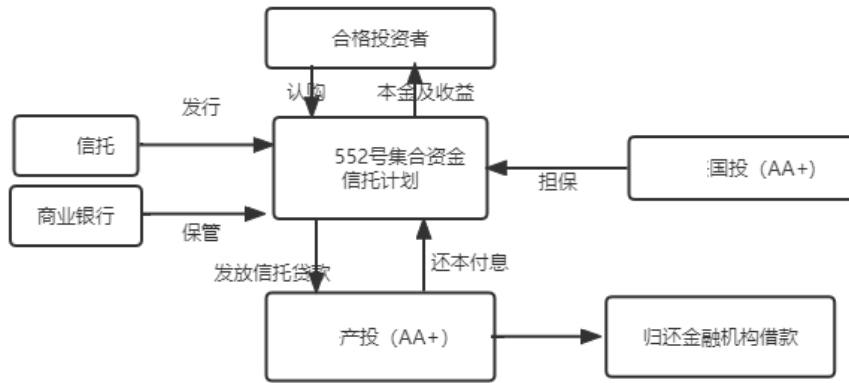 合格投资者
认购
本金及收益
发行
信托
552号集合资金
信托计划
国投（AA+）
担保
商业银行
保管
发放信托贷款
还本付息
产投（AA+）
归还金融机构借款